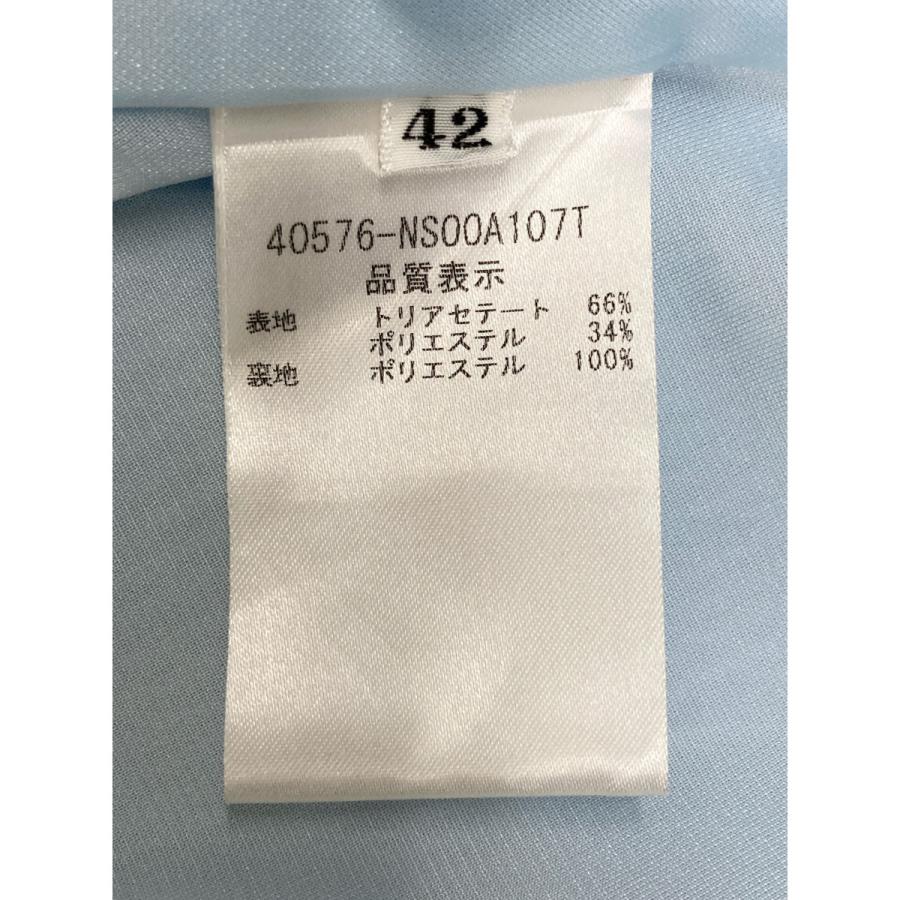 42
40576-NS00A107T
品質表示
表地 トリアセテート 66%
ポリエステル 34%
裏地 ポリエステル 100%